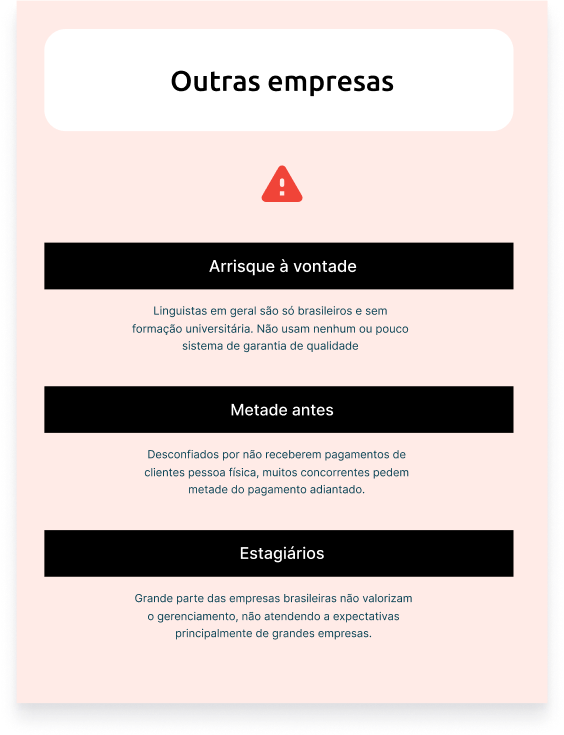 Outras empresas
Arrisque à vontade
Linguistas em geral são só brasileiros e sem
formação universitária. Não usam nenhum ou pouco
sistema de garantia de qualidade
Metade antes
Desconfiados por não receberem pagamentos de
clientes pessoa física, muitos concorrentes pedem
metade do pagamento adiantado.
Estagiários
Grande parte das empresas brasileiras não valorizam
o gerenciamento, não atendendo a expectativas
principalmente de grandes empresas.